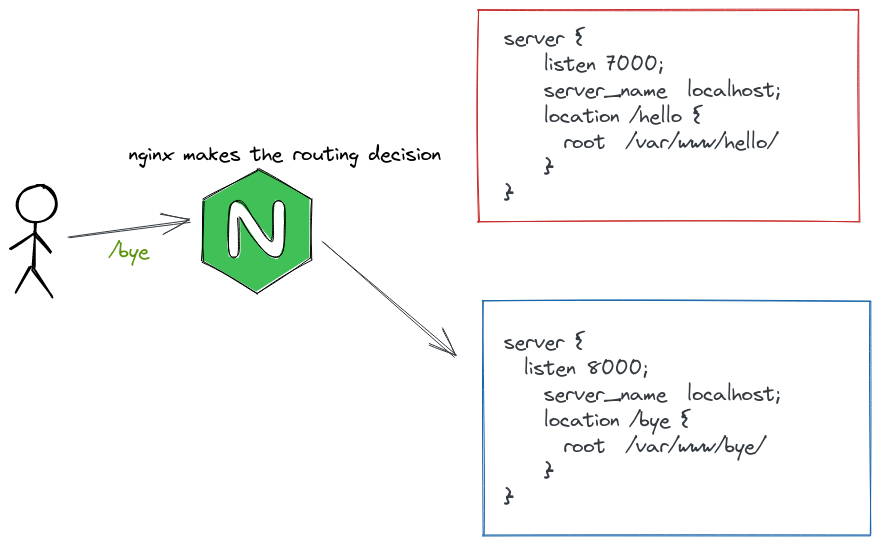 nginx makes the routing decision
/bye
N
server {
listen 7000;
server_name localhost;
location /hello {
root /var/www/hello/
}
}
server {
listen 8000;
server_name localhost;
location /bye {
root /var/www/bye/
}
}